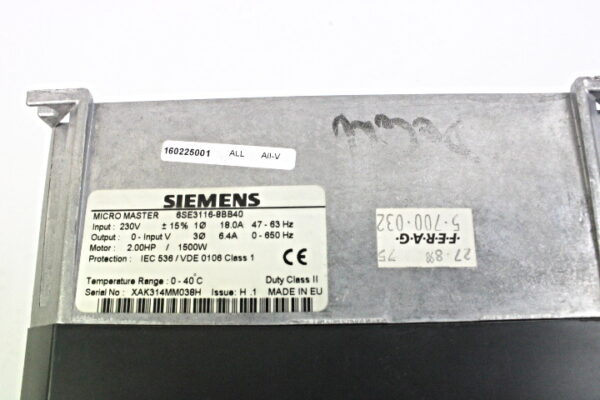 160225001 ALL All-V
SIEMENS
MICRO MASTER 6SE3116-8BB40
Input : 230V ± 15% 1Ø 18.0A 47 - 63 Hz
Output : 0 - Input V 3Ø 6.4A 0 - 650 Hz
Motor : 2.00HP / 1500W
Protection : IEC 536 / VDE 0106 Class 1
CE
Temperature Range : 0 - 40°C Duty Class II
Serial No : XAK314MM038H Issue: H .1 MADE IN EU
5-700-032
-F-E-R-A-G-